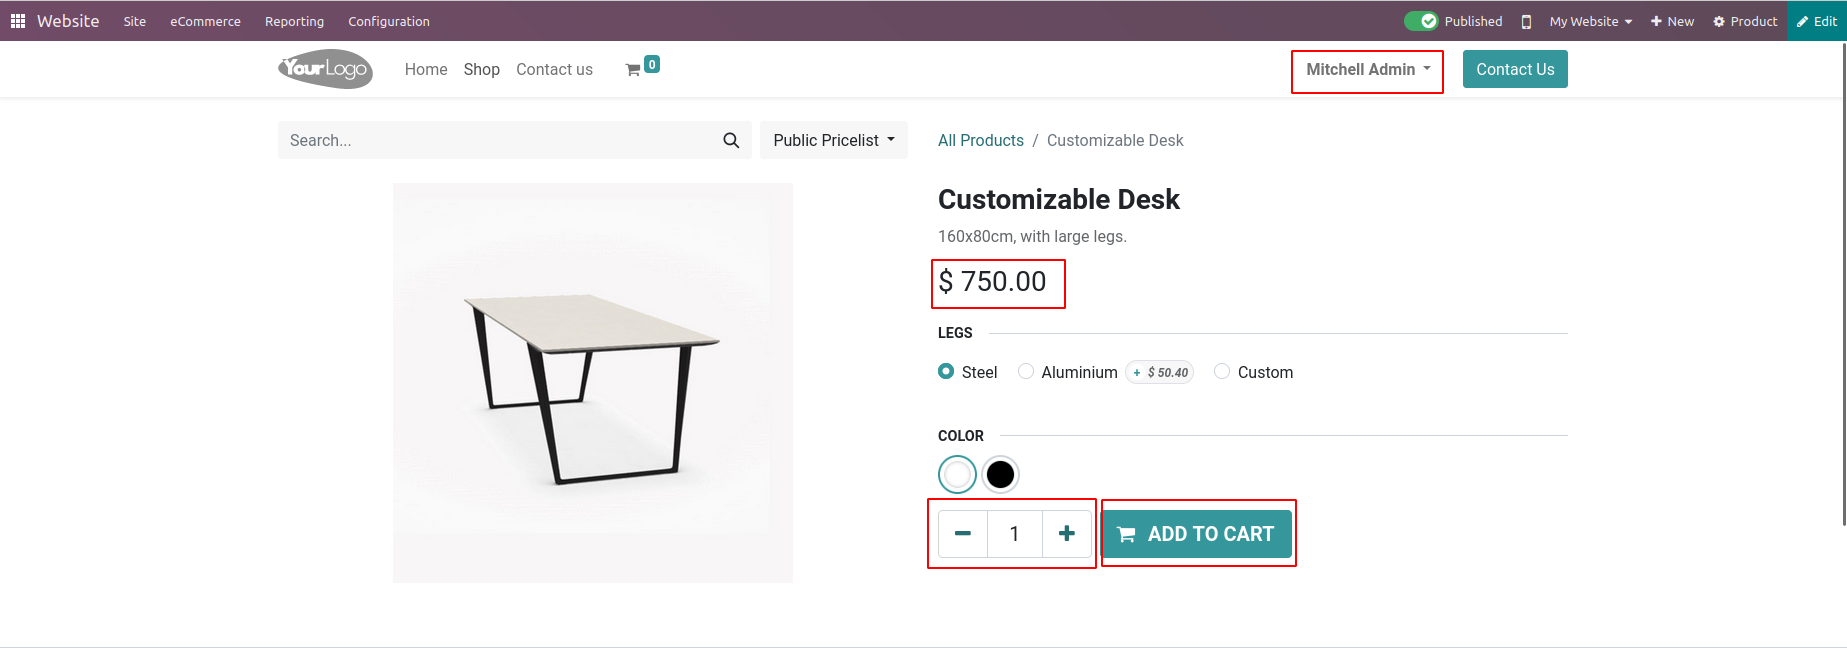 Website Site eCommerce Reporting Configuration Published My Website New Product Edit
YourLogo Home Shop Contact us 0 Mitchell Admin Contact Us
Search... Public Pricelist All Products / Customizable Desk
Customizable Desk
160x80cm, with large legs.
$ 750.00
LEGS
Steel Aluminium + $ 50.40 Custom
COLOR
1 ADD TO CART